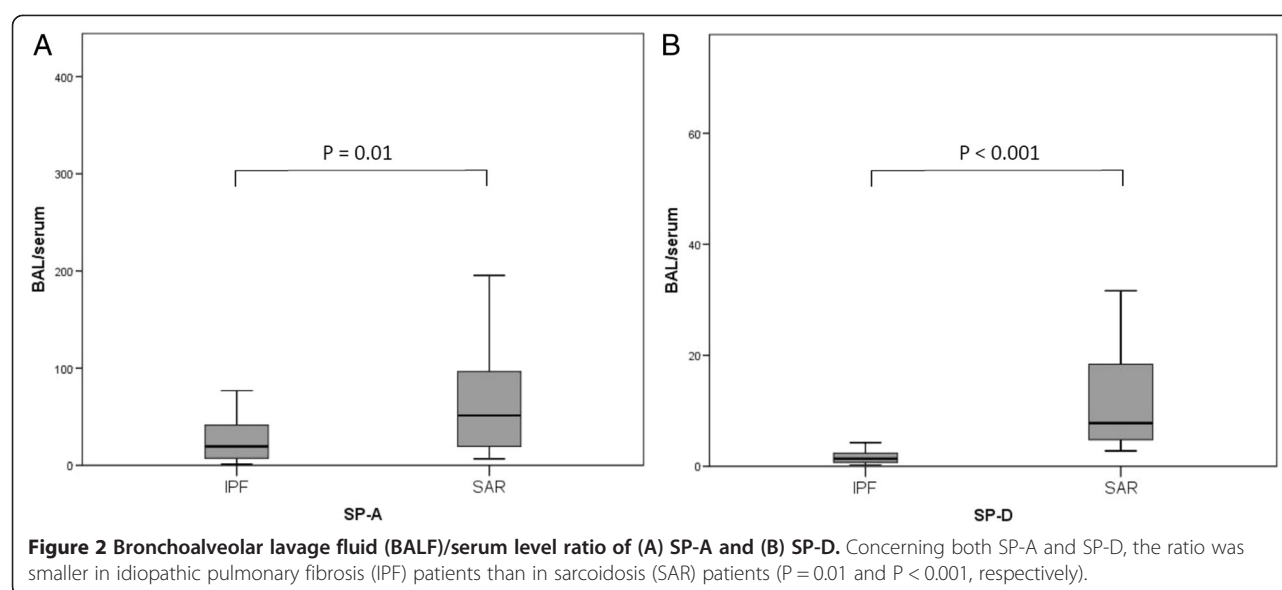 A
B
400
300
200
100
0
BAL/serum
P = 0.01
IPF
SAR
SP-A
60
40
20
0
BAL/serum
P < 0.001
IPF
SAR
SP-D
Figure 2 Bronchoalveolar lavage fluid (BALF)/serum level ratio of (A) SP-A and (B) SP-D. Concerning both SP-A and SP-D, the ratio was
smaller in idiopathic pulmonary fibrosis (IPF) patients than in sarcoidosis (SAR) patients (P = 0.01 and P < 0.001, respectively).